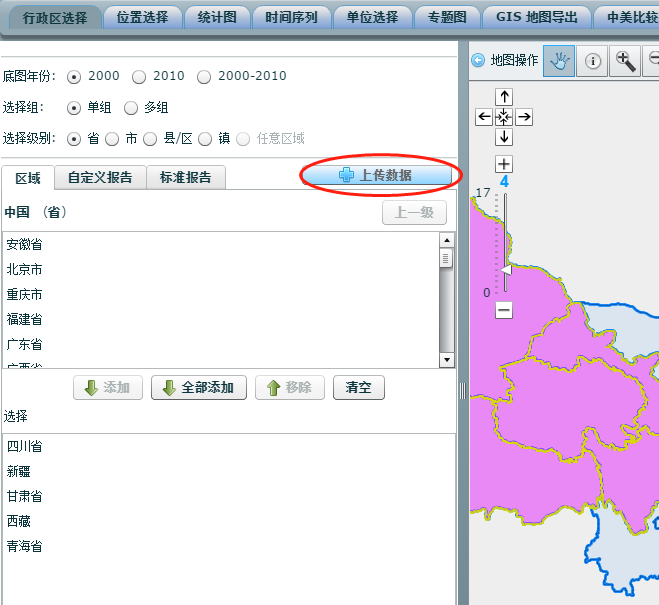 行政区选择 位置选择 统计图 时间序列 单位选择 专题图 GIS 地图导出 中美比较
底图年份: 2000 2010 2000-2010
选择组: 单组 多组
选择级别: 省 市 县/区 镇 任意区域
地图操作
区域 自定义报告 标准报告 上传数据
中国 （省） 上一级
安徽省
北京市
重庆市
福建省
广东省
广西省
添加 全部添加 移除 清空
选择
四川省
新疆
甘肃省
西藏
青海省
4
17
0